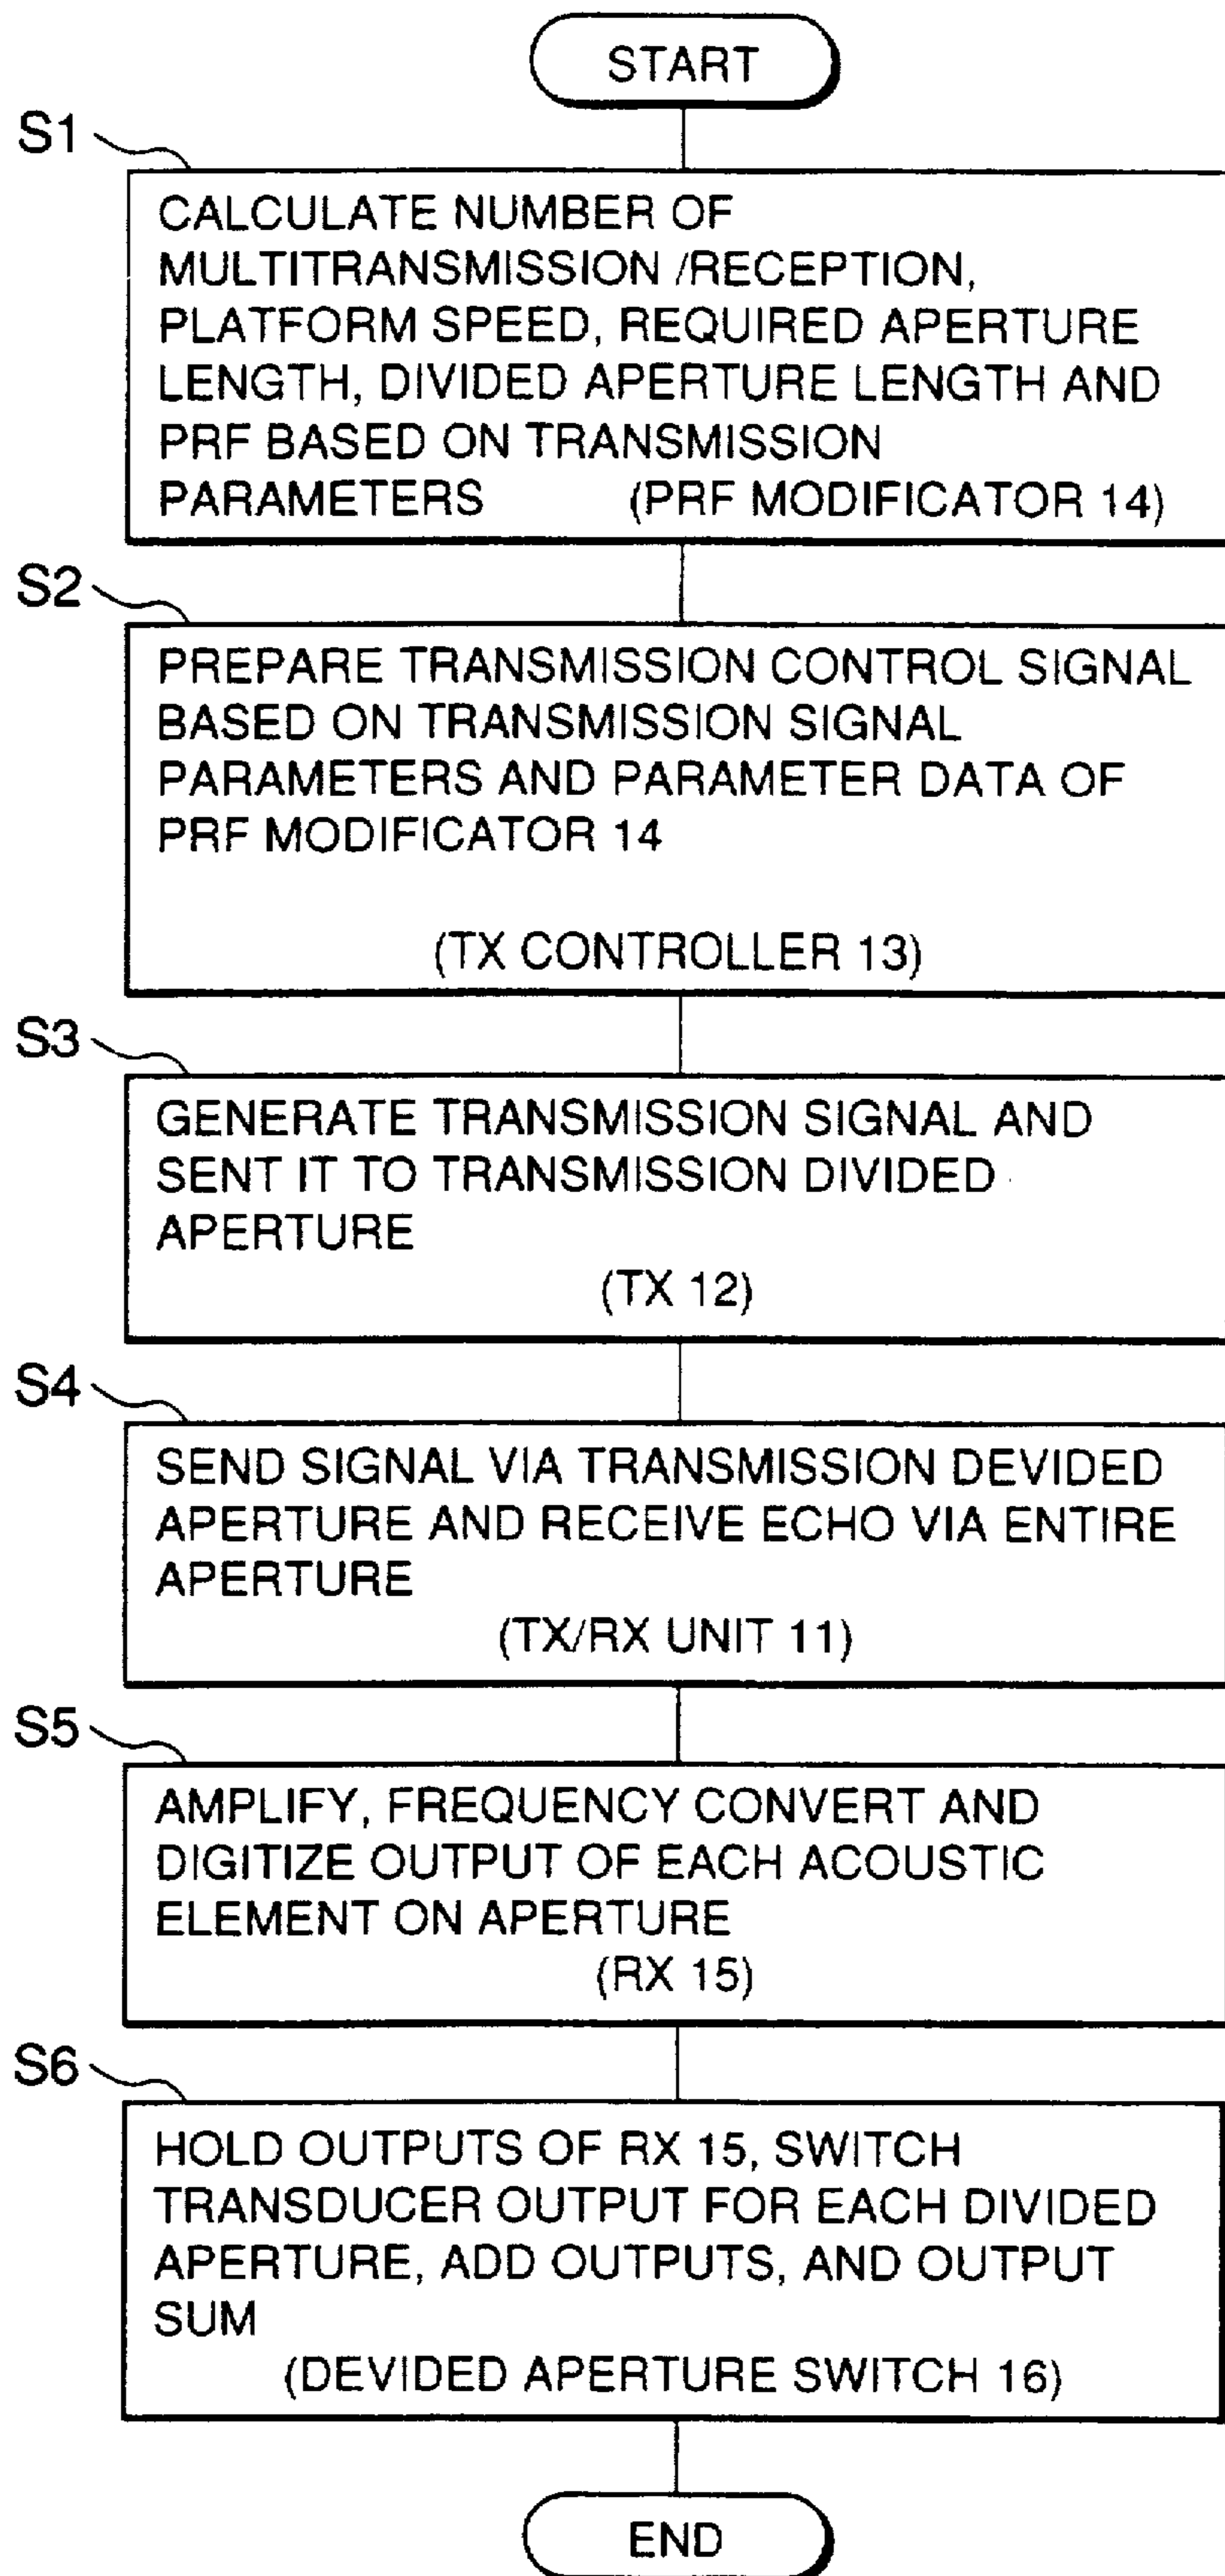 START
S1
CALCULATE NUMBER OF
MULTITRANSMISSION /RECEPTION,
PLATFORM SPEED, REQUIRED APERTURE
LENGTH, DIVIDED APERTURE LENGTH AND
PRF BASED ON TRANSMISSION
PARAMETERS (PRF MODIFICATOR 14)
S2
PREPARE TRANSMISSION CONTROL SIGNAL
BASED ON TRANSMISSION SIGNAL
PARAMETERS AND PARAMETER DATA OF
PRF MODIFICATOR 14
(TX CONTROLLER 13)
S3
GENERATE TRANSMISSION SIGNAL AND
SENT IT TO TRANSMISSION DIVIDED
APERTURE
(TX 12)
S4
SEND SIGNAL VIA TRANSMISSION DEVIDED
APERTURE AND RECEIVE ECHO VIA ENTIRE
APERTURE
(TX/RX UNIT 11)
S5
AMPLIFY, FREQUENCY CONVERT AND
DIGITIZE OUTPUT OF EACH ACOUSTIC
ELEMENT ON APERTURE
(RX 15)
S6
HOLD OUTPUTS OF RX 15, SWITCH
TRANSDUCER OUTPUT FOR EACH DIVIDED
APERTURE, ADD OUTPUTS, AND OUTPUT
SUM
(DEVIDED APERTURE SWITCH 16)
END